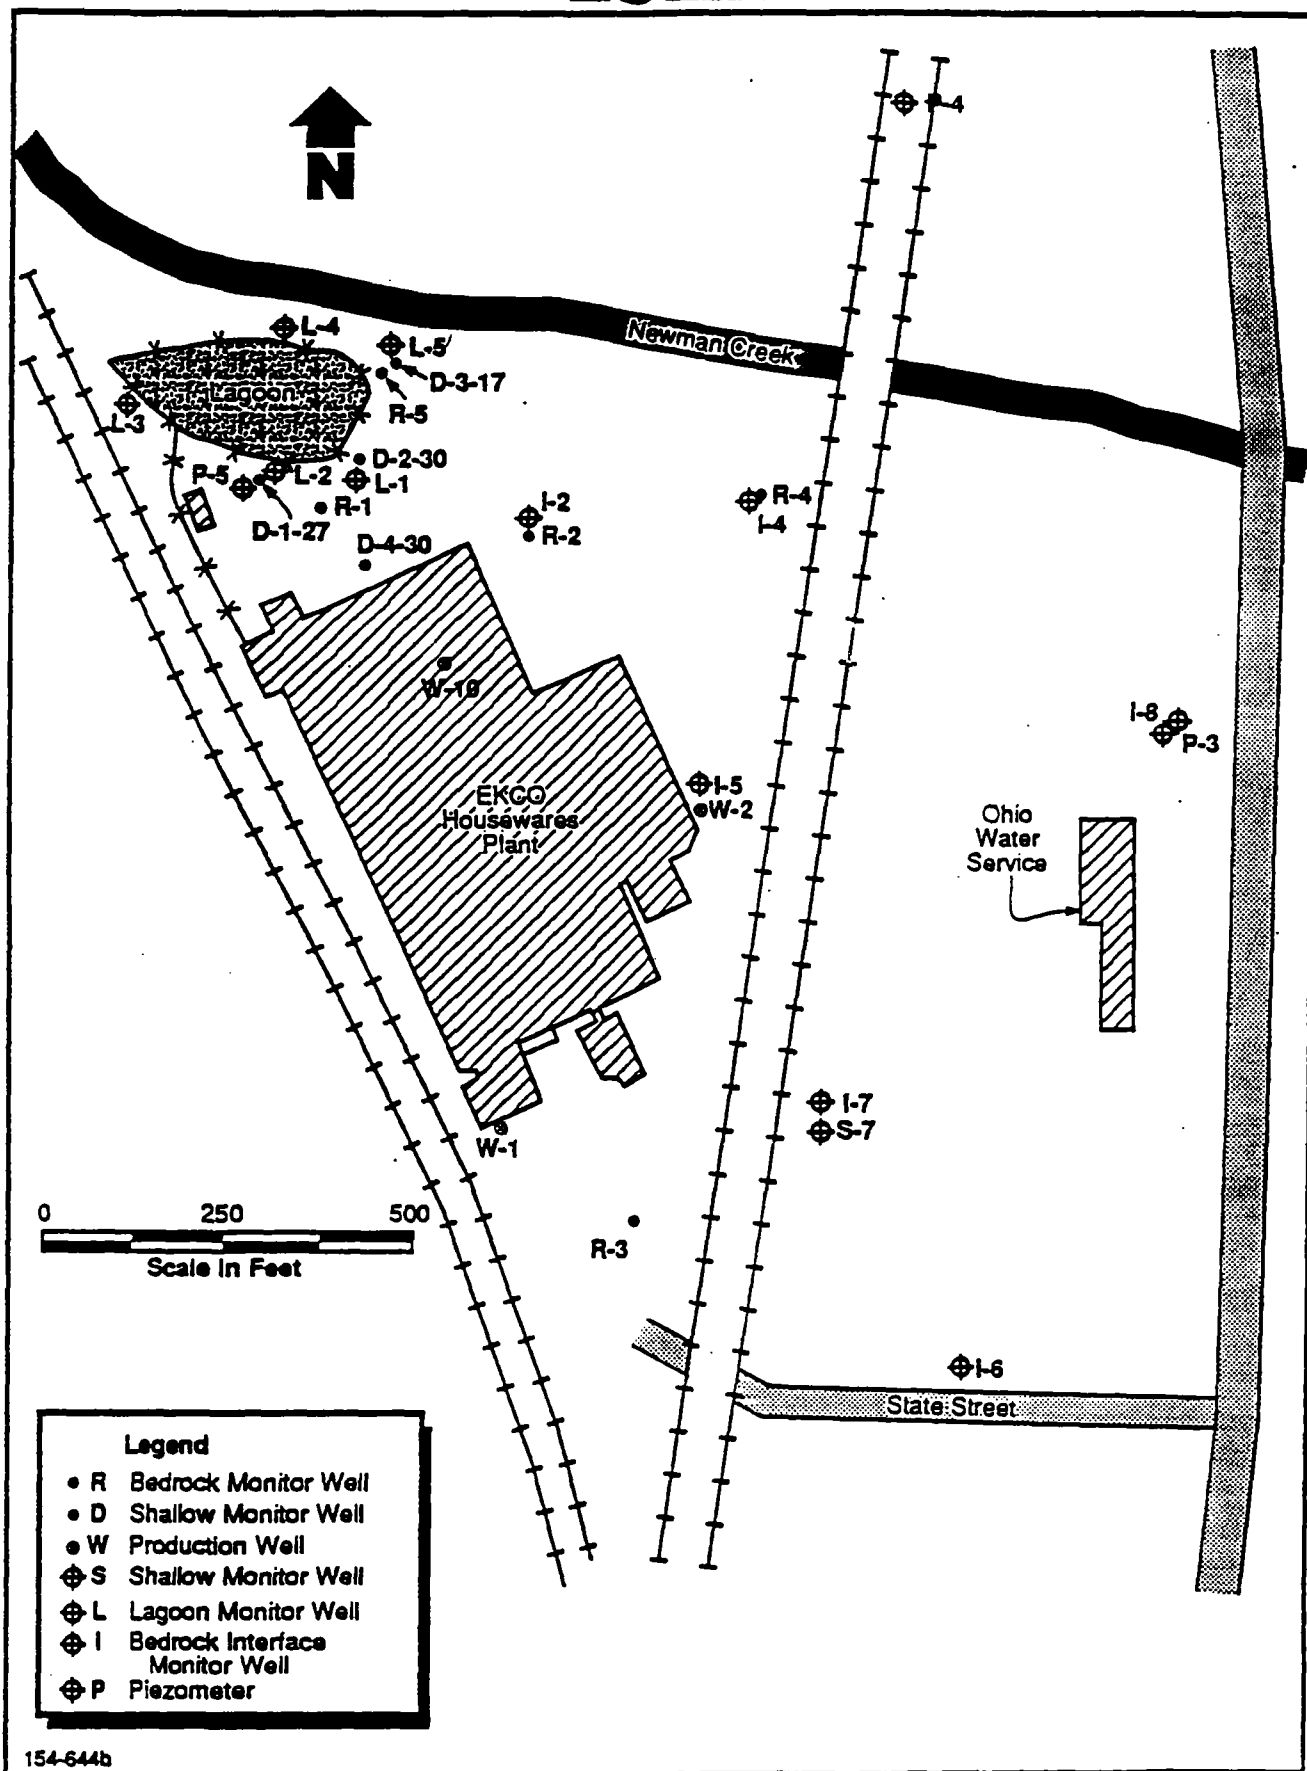 P-4
N
Newman Creek
L-4
L-5
D-3-17
Lagoon
R-5
L-3
D-2-30
P-5
L-2
L-1
R-4
R-1
I-2
I-4
D-1-27
R-2
D-4-30
W-10
I-8
P-3
I-5
W-2
EKCO
Housewares
Plant
Ohio
Water
Service
I-7
S-7
W-1
0 250 500
Scale In Feet
R-3
I-6
State Street
Legend
R Bedrock Monitor Well
D Shallow Monitor Well
W Production Well
S Shallow Monitor Well
L Lagoon Monitor Well
I Bedrock Interface
Monitor Well
P Piezometer
154-644b